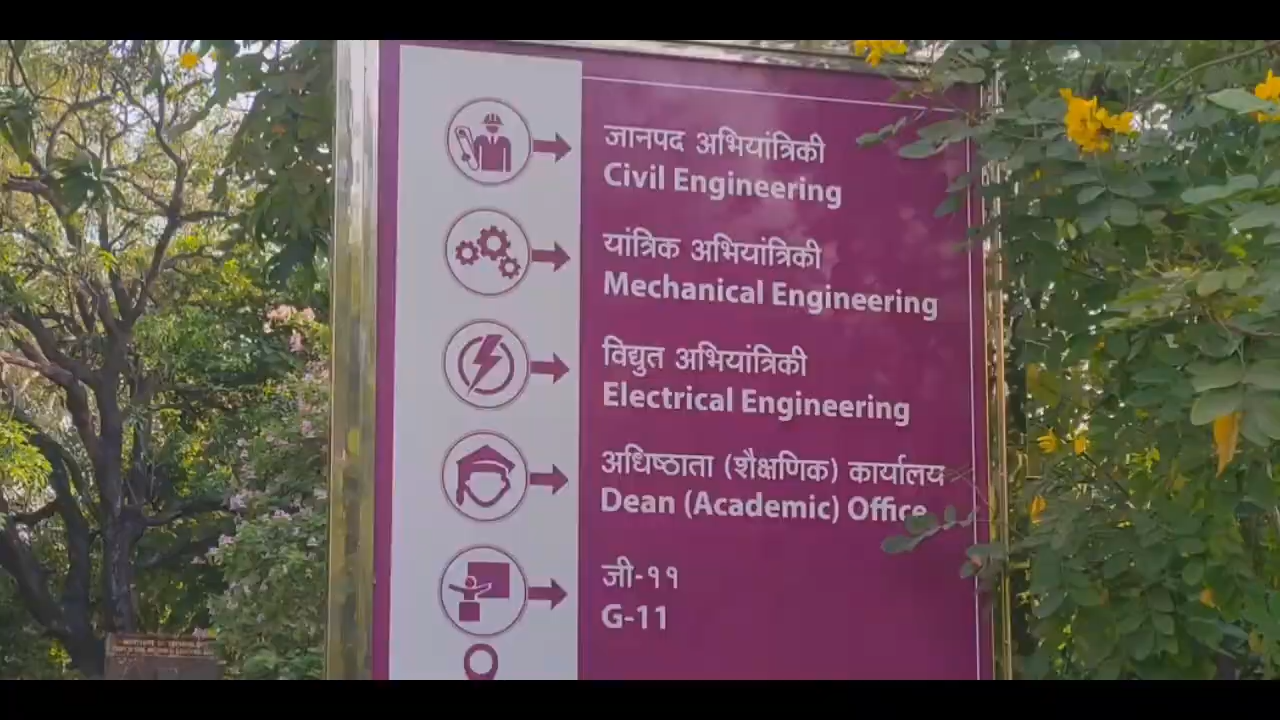 जानपद अभियांत्रिकी
Civil Engineering
यांत्रिक अभियांत्रिकी
Mechanical Engineering
विद्युत अभियांत्रिकी
Electrical Engineering
अधिष्ठाता (शैक्षणिक) कार्यालय
Dean (Academic) Office
जी-११
G-11